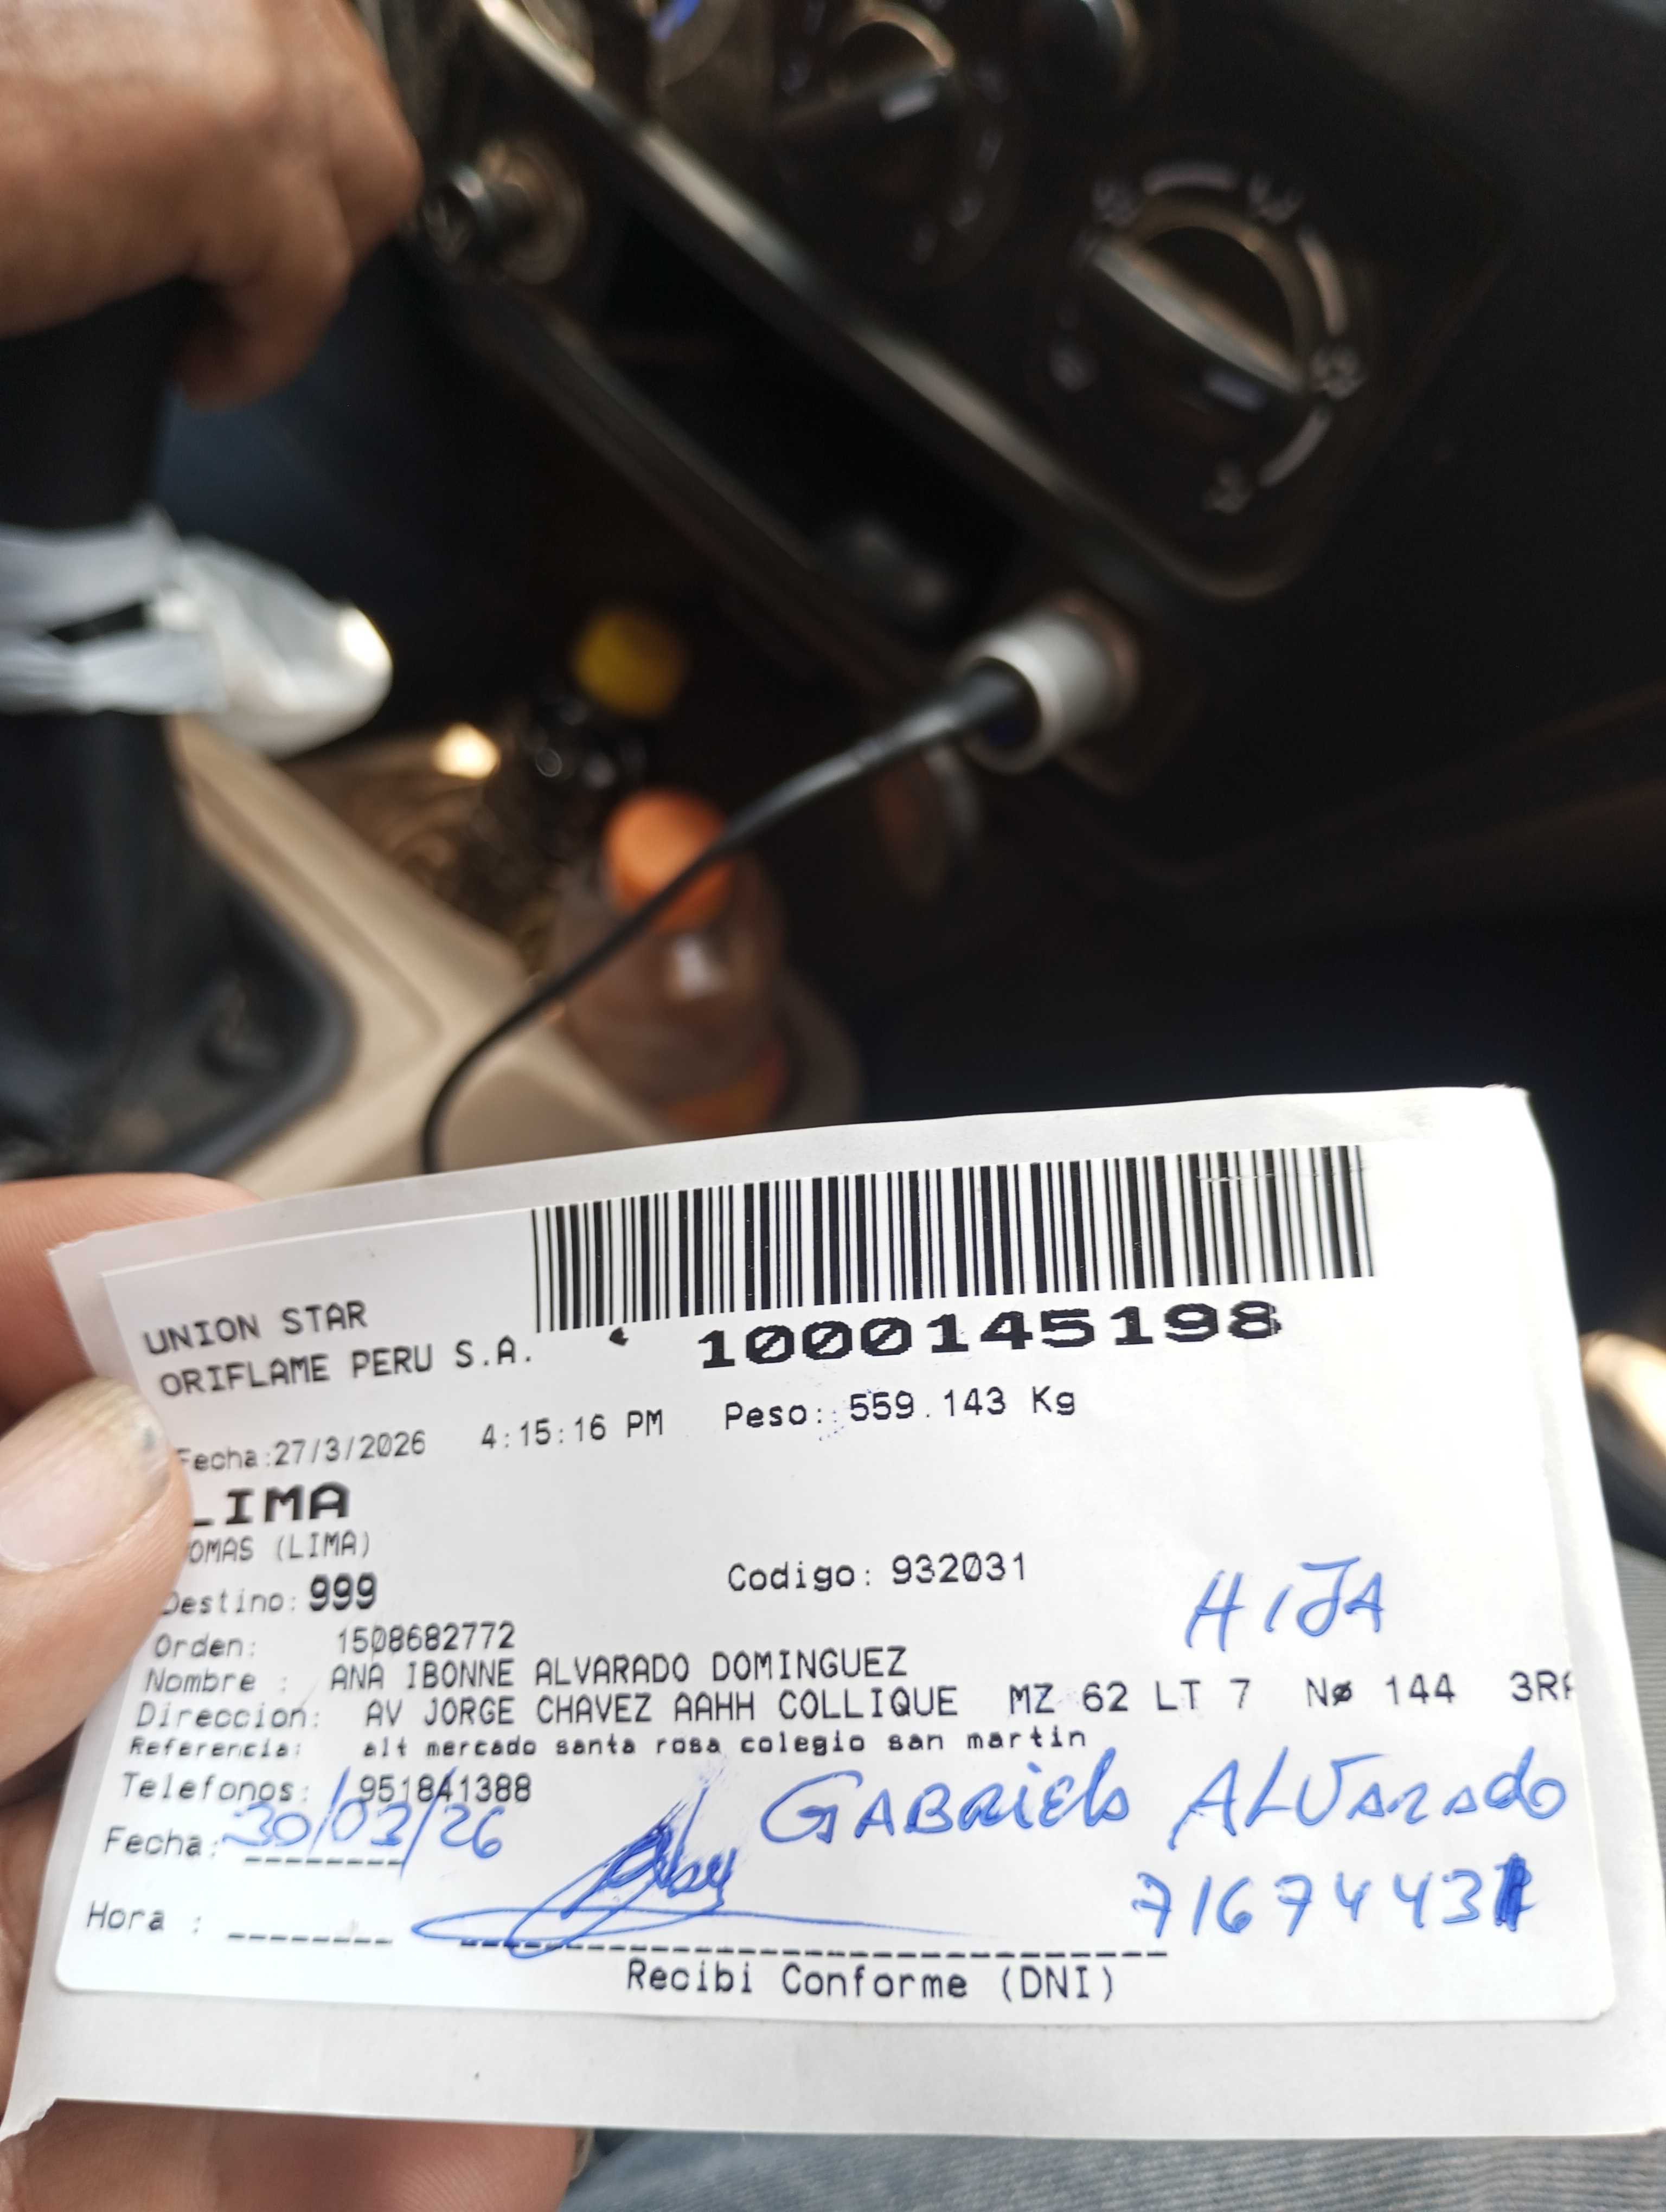 UNION STAR
ORIFLAME PERU S.A.
1000145198
Fecha:27/3/2026 4:15:16 PM Peso: 559.143 Kg
LIMA
OMAS (LIMA)
Destino: 999 Codigo: 932031
HIJA
Orden: 1508682772
Nombre : ANA IBONNE ALVARADO DOMINGUEZ
Direccion: AV JORGE CHAVEZ AAHH COLLIQUE MZ 62 LT 7 Nø 144 3R
Referencia: alt mercado santa rosa colegio san martin
Telefonos: 951841388
GABRiela ALVARADO
Fecha: 30/03/26
7167443
Hora :
Recibi Conforme (DNI)